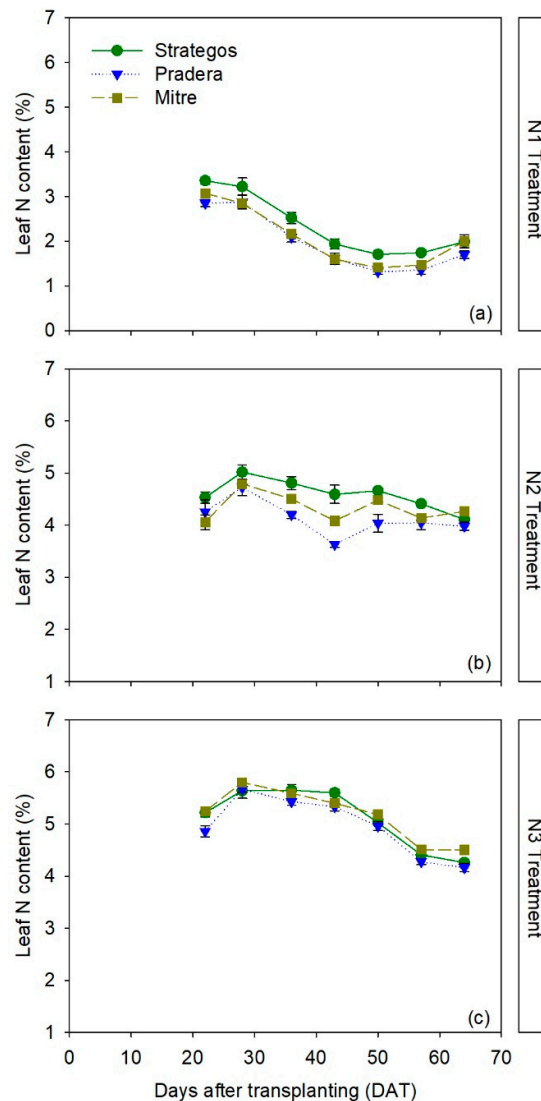 7
Strategos
6
Pradera
Mitre
5
4
3
2
1
0
Leaf N content (%)
(a)
N1 Treatment
7
6
5
4
3
2
1
Leaf N content (%)
(b)
N2 Treatment
7
6
5
4
3
2
1
Leaf N content (%)
(c)
N3 Treatment
0 10 20 30 40 50 60 70
Days after transplanting (DAT)